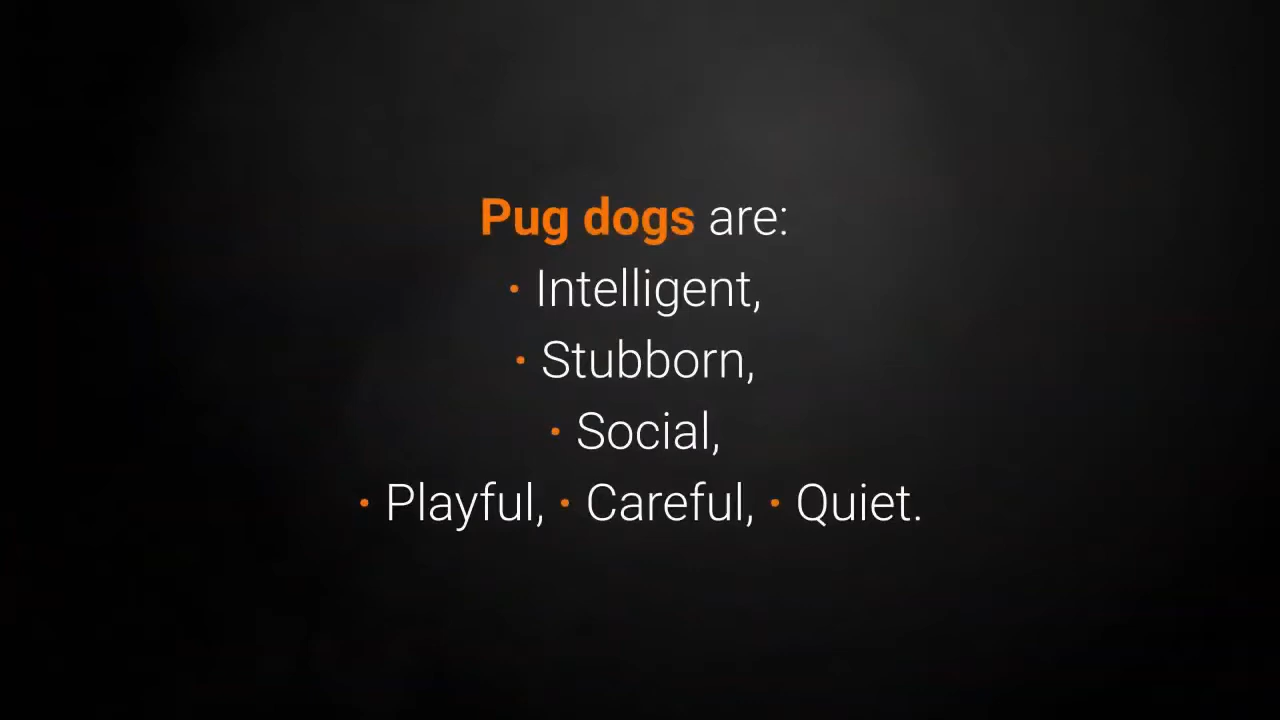 Pug dogs are:
• Intelligent,
• Stubborn,
• Social,
• Playful, • Careful, • Quiet.